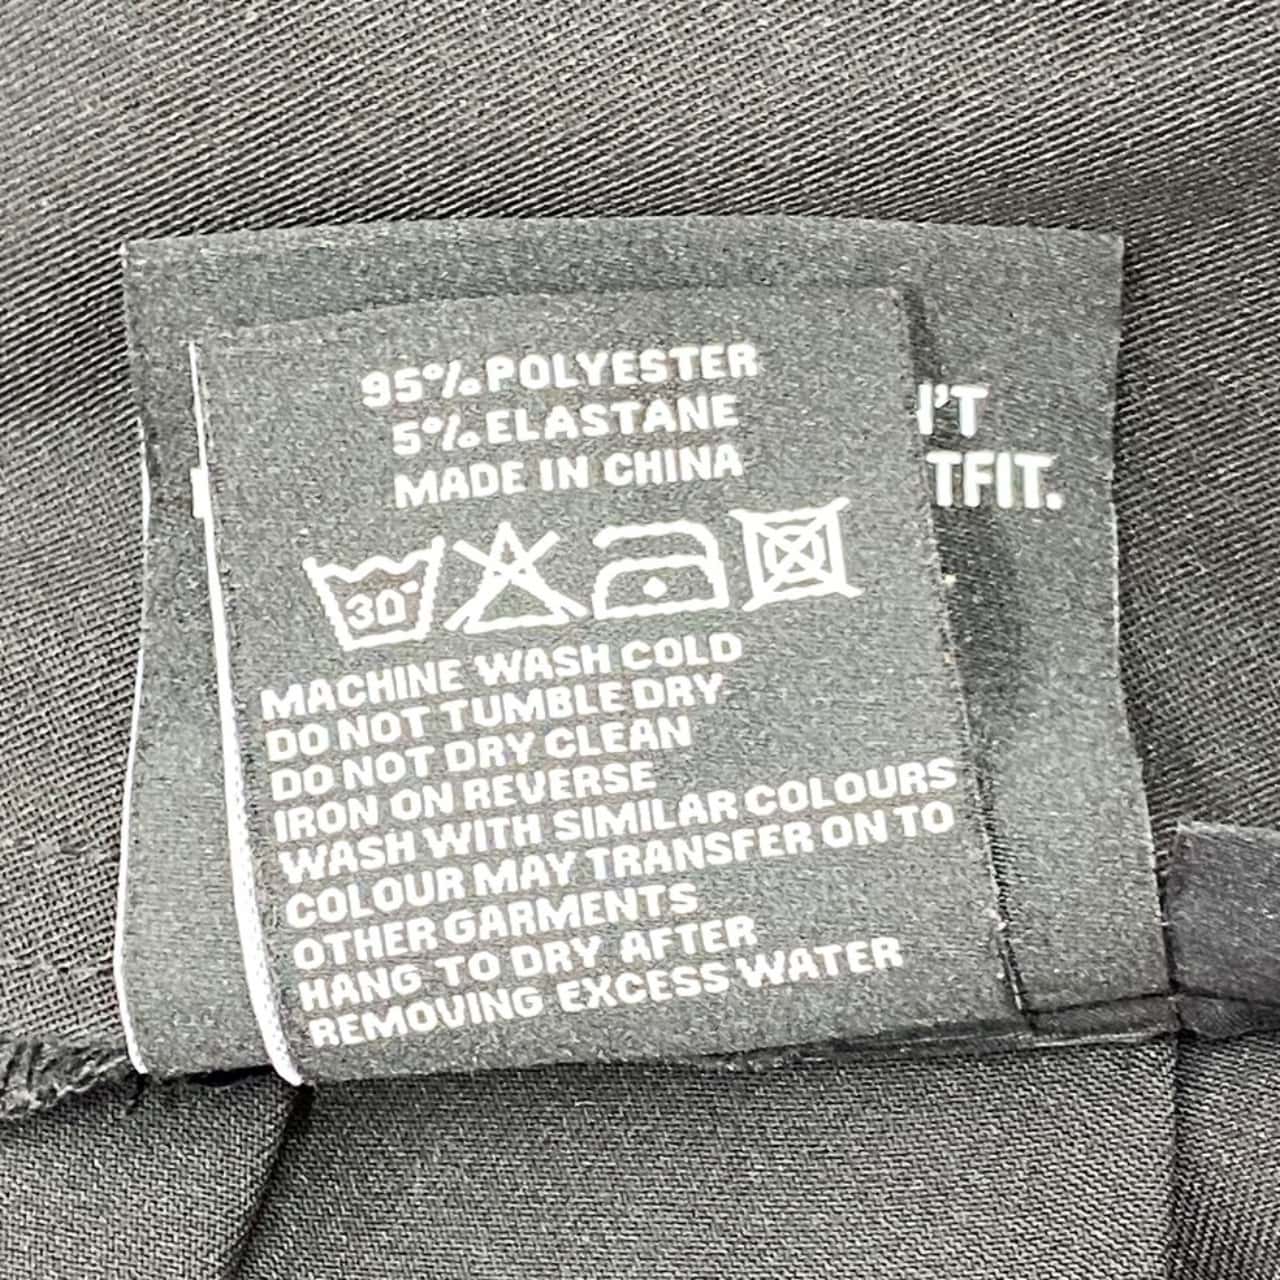 95% POLYESTER
5% ELASTANE
MADE IN CHINA
'T
TFIT.
30°
MACHINE WASH COLD
DO NOT TUMBLE DRY
DO NOT DRY CLEAN
IRON ON REVERSE
WASH WITH SIMILAR COLOURS
COLOUR MAY TRANSFER ON TO
OTHER GARMENTS
HANG TO DRY AFTER
REMOVING EXCESS WATER